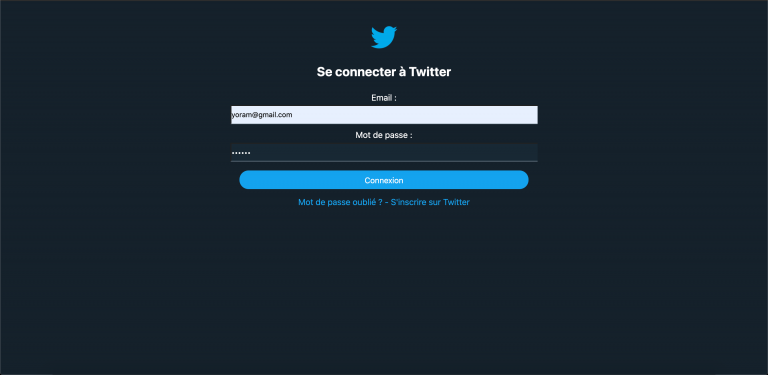 Se connecter à Twitter
Email :
yoram@gmail.com
Mot de passe :
••••••
Connexion
Mot de passe oublié ? - S'inscrire sur Twitter